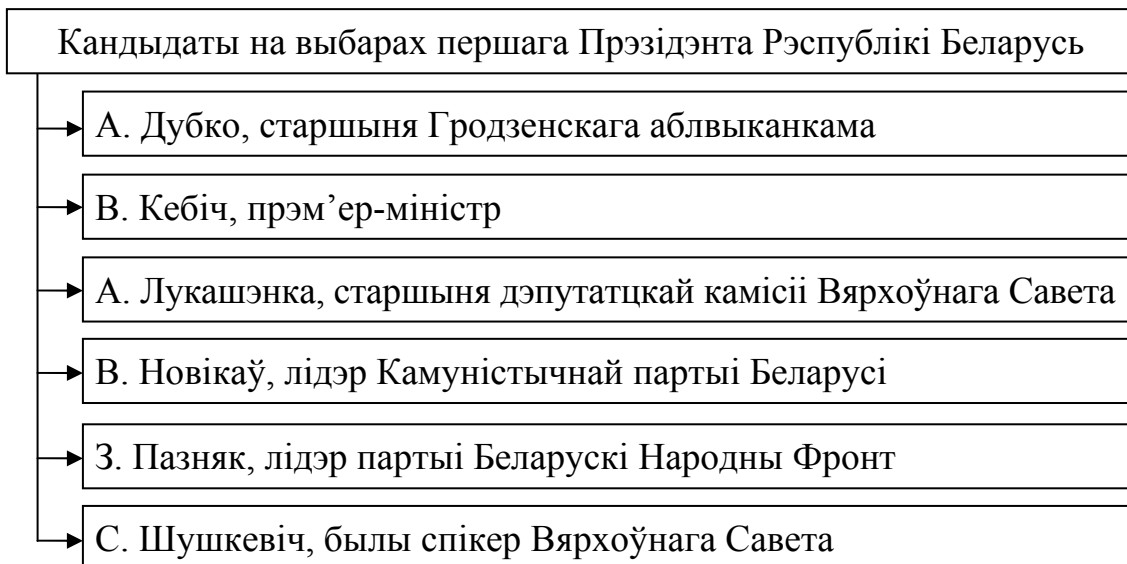 Кандыдаты на выбарах першага Прэзідэнта Рэспублікі Беларусь
А. Дубко, старшыня Гродзенскага аблвыканкама
В. Кебіч, прэм’ер-міністр
А. Лукашэнка, старшыня дэпутатцкай камісіі Вярхоўнага Савета
В. Новікаў, лідэр Камуністычнай партыі Беларусі
З. Пазняк, лідэр партыі Беларускі Народны Фронт
С. Шушкевіч, былы спікер Вярхоўнага Савета